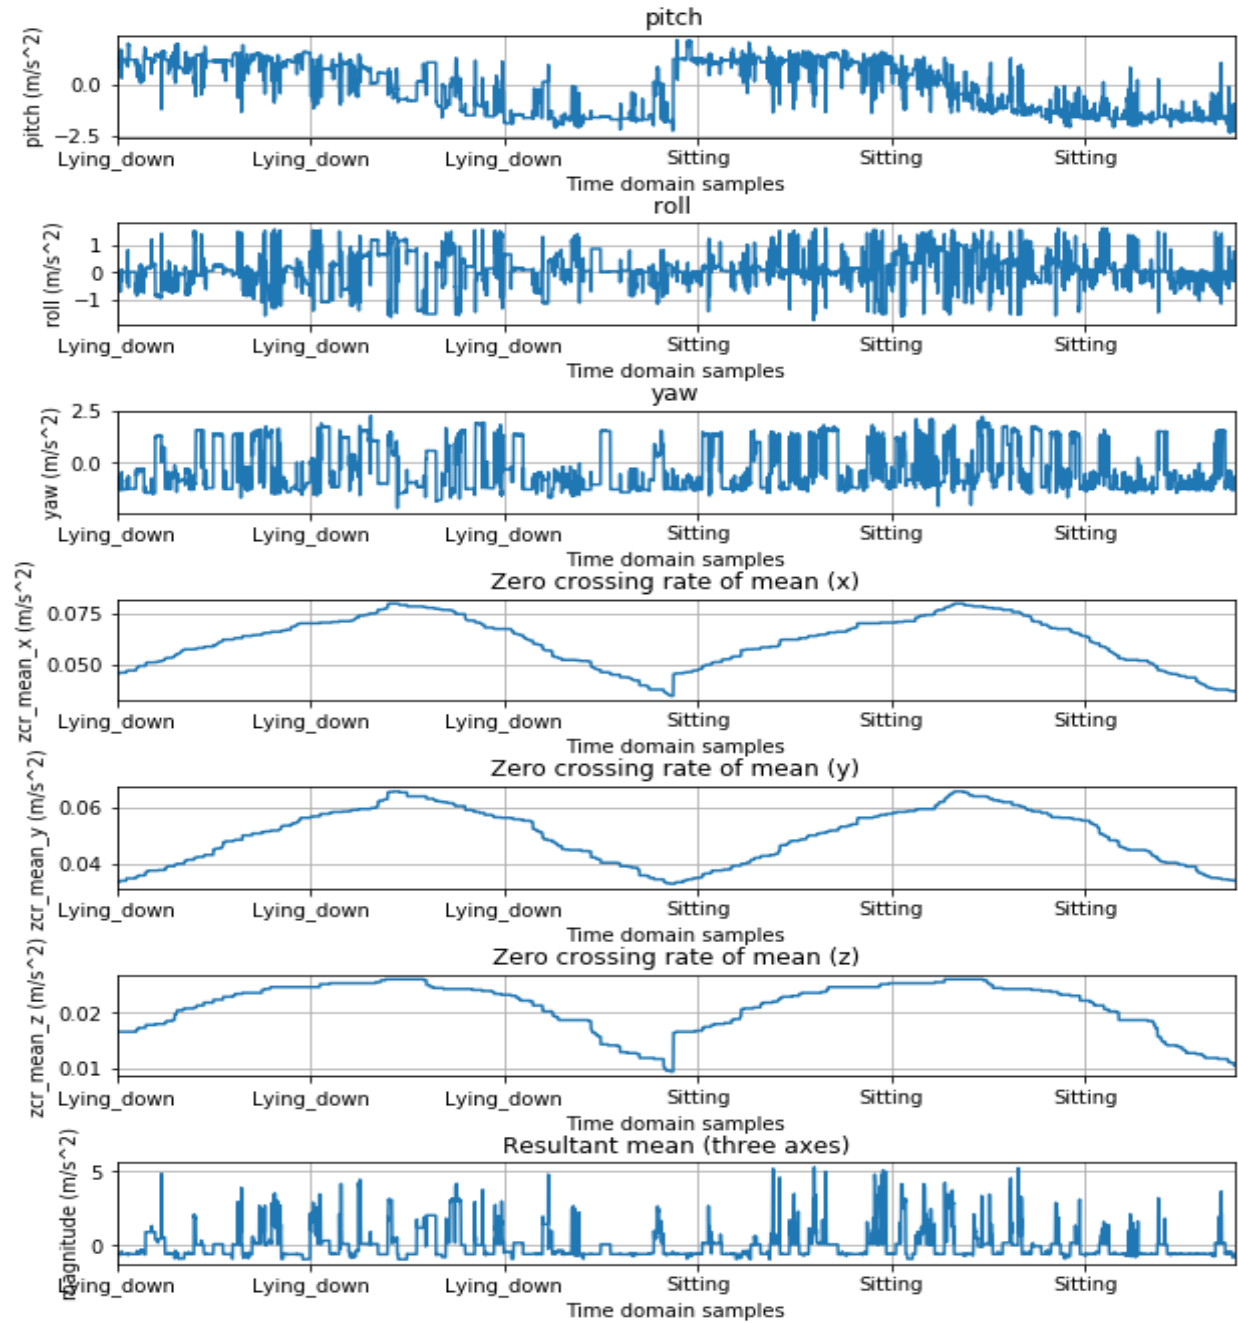 pitch
pitch (m/s^2)
0.0
−2.5
Lying_down Lying_down Lying_down Sitting Sitting Sitting
Time domain samples
roll
roll (m/s^2)
1
0
−1
Lying_down Lying_down Lying_down Sitting Sitting Sitting
Time domain samples
yaw
yaw (m/s^2)
2.5
0.0
Lying_down Lying_down Lying_down Sitting Sitting Sitting
Time domain samples
Zero crossing rate of mean (x)
zcr_mean_x (m/s^2)
0.075
0.050
Lying_down Lying_down Lying_down Sitting Sitting Sitting
Time domain samples
Zero crossing rate of mean (y)
zcr_mean_y (m/s^2)
0.06
0.04
Lying_down Lying_down Lying_down Sitting Sitting Sitting
Time domain samples
Zero crossing rate of mean (z)
zcr_mean_z (m/s^2)
0.02
0.01
Lying_down Lying_down Lying_down Sitting Sitting Sitting
Time domain samples
Resultant mean (three axes)
magnitude (m/s^2)
5
0
Lying_down Lying_down Lying_down Sitting Sitting Sitting
Time domain samples